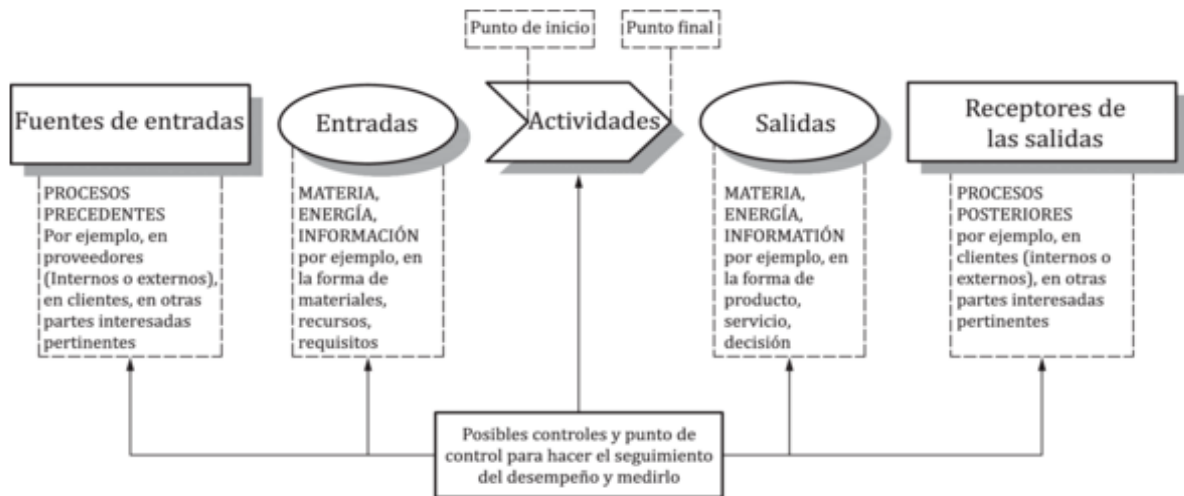 Punto de inicio
Punto final
Fuentes de entradas
Entradas
Actividades
Salidas
Receptores de
las salidas
PROCESOS
PRECEDENTES
Por ejemplo, en
proveedores
(Internos o externos),
en clientes, en otras
partes interesadas
pertinentes
MATERIA,
ENERGÍA,
INFORMACIÓN
por ejemplo, en
la forma de
materiales,
recursos,
requisitos
MATERIA,
ENERGÍA,
INFORMATIÓN
por ejemplo, en
la forma de
producto,
servicio,
decisión
PROCESOS
POSTERIORES
por ejemplo, en
clientes (internos o
externos), en otras
partes interesadas
pertinentes
Posibles controles y punto de
control para hacer el seguimiento
del desempeño y medirlo